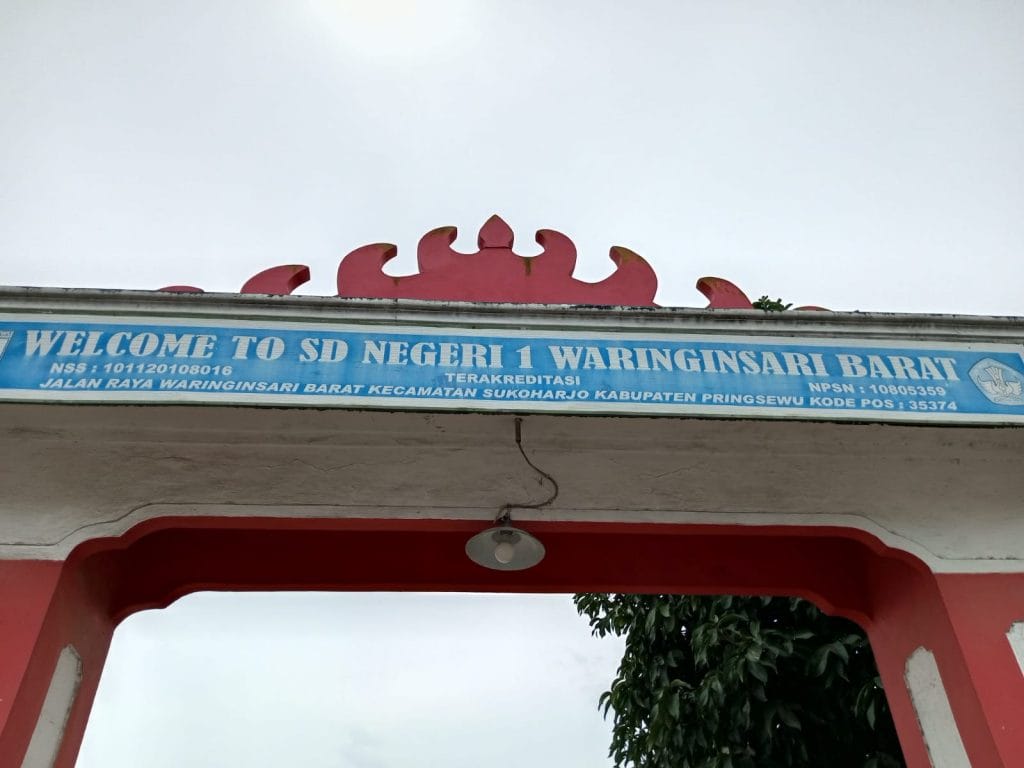 WELCOME TO SD NEGERI 1 WARINGINSARI BARAT
NSS : 101120108016
TERAKREDITASI
NPSN : 10805359
JALAN RAYA WARINGINSARI BARAT KECAMATAN SUKOHARJO KABUPATEN PRINGSEWU KODE POS : 35374